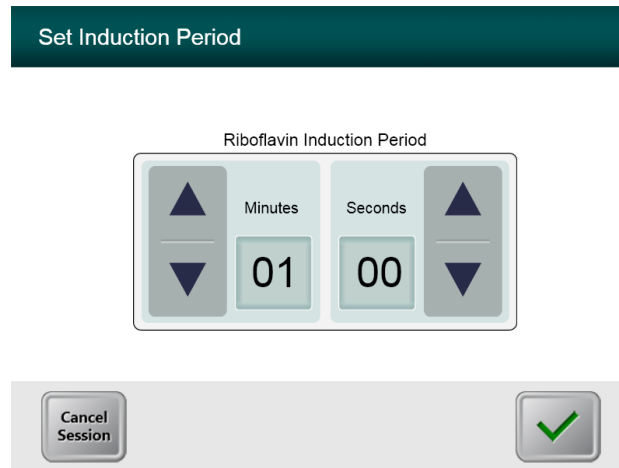 Set Induction Period
Riboflavin Induction Period
Minutes
Seconds
01
00
Cancel
Session